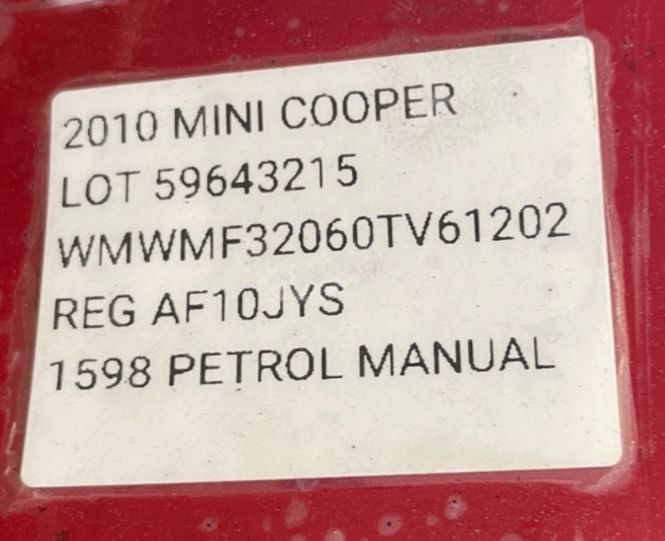 2010 MINI COOPER
LOT 59643215
WMWMF32060TV61202
REG AF10JYS
1598 PETROL MANUAL